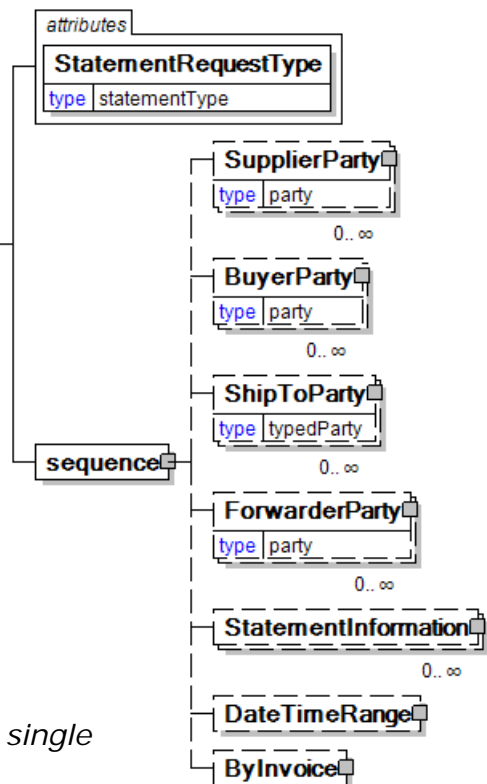 attributes
StatementRequestType
type statementType
SupplierParty
type party
0.. ∞
BuyerParty
type party
0.. ∞
ShipToParty
type typedParty
0.. ∞
sequence
ForwarderParty
type party
0.. ∞
StatementInformation
0.. ∞
DateTimeRange
single
ByInvoice